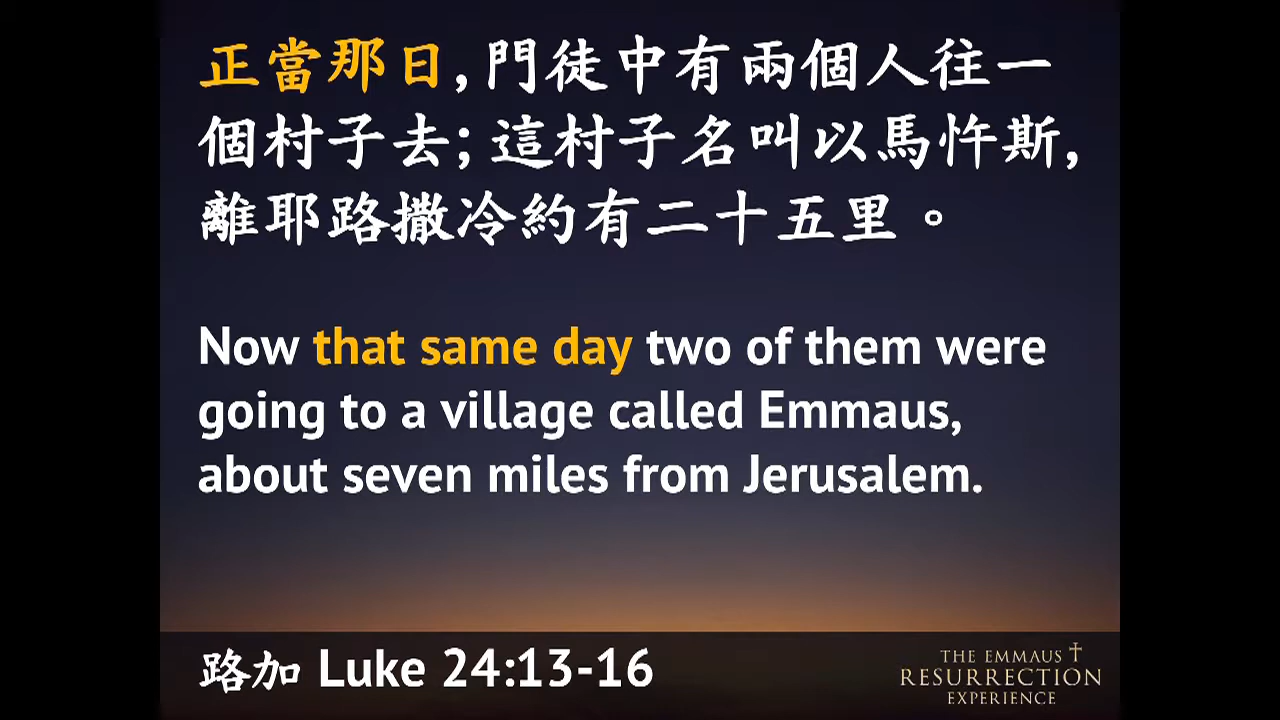 正當那日,門徒中有兩個人往一
個村子去;這村子名叫以馬忤斯,
離耶路撒冷約有二十五里。
Now that same day two of them were
going to a village called Emmaus,
about seven miles from Jerusalem.
路加 Luke 24:13-16
THE EMMAUS
RESURRECTION
EXPERIENCE